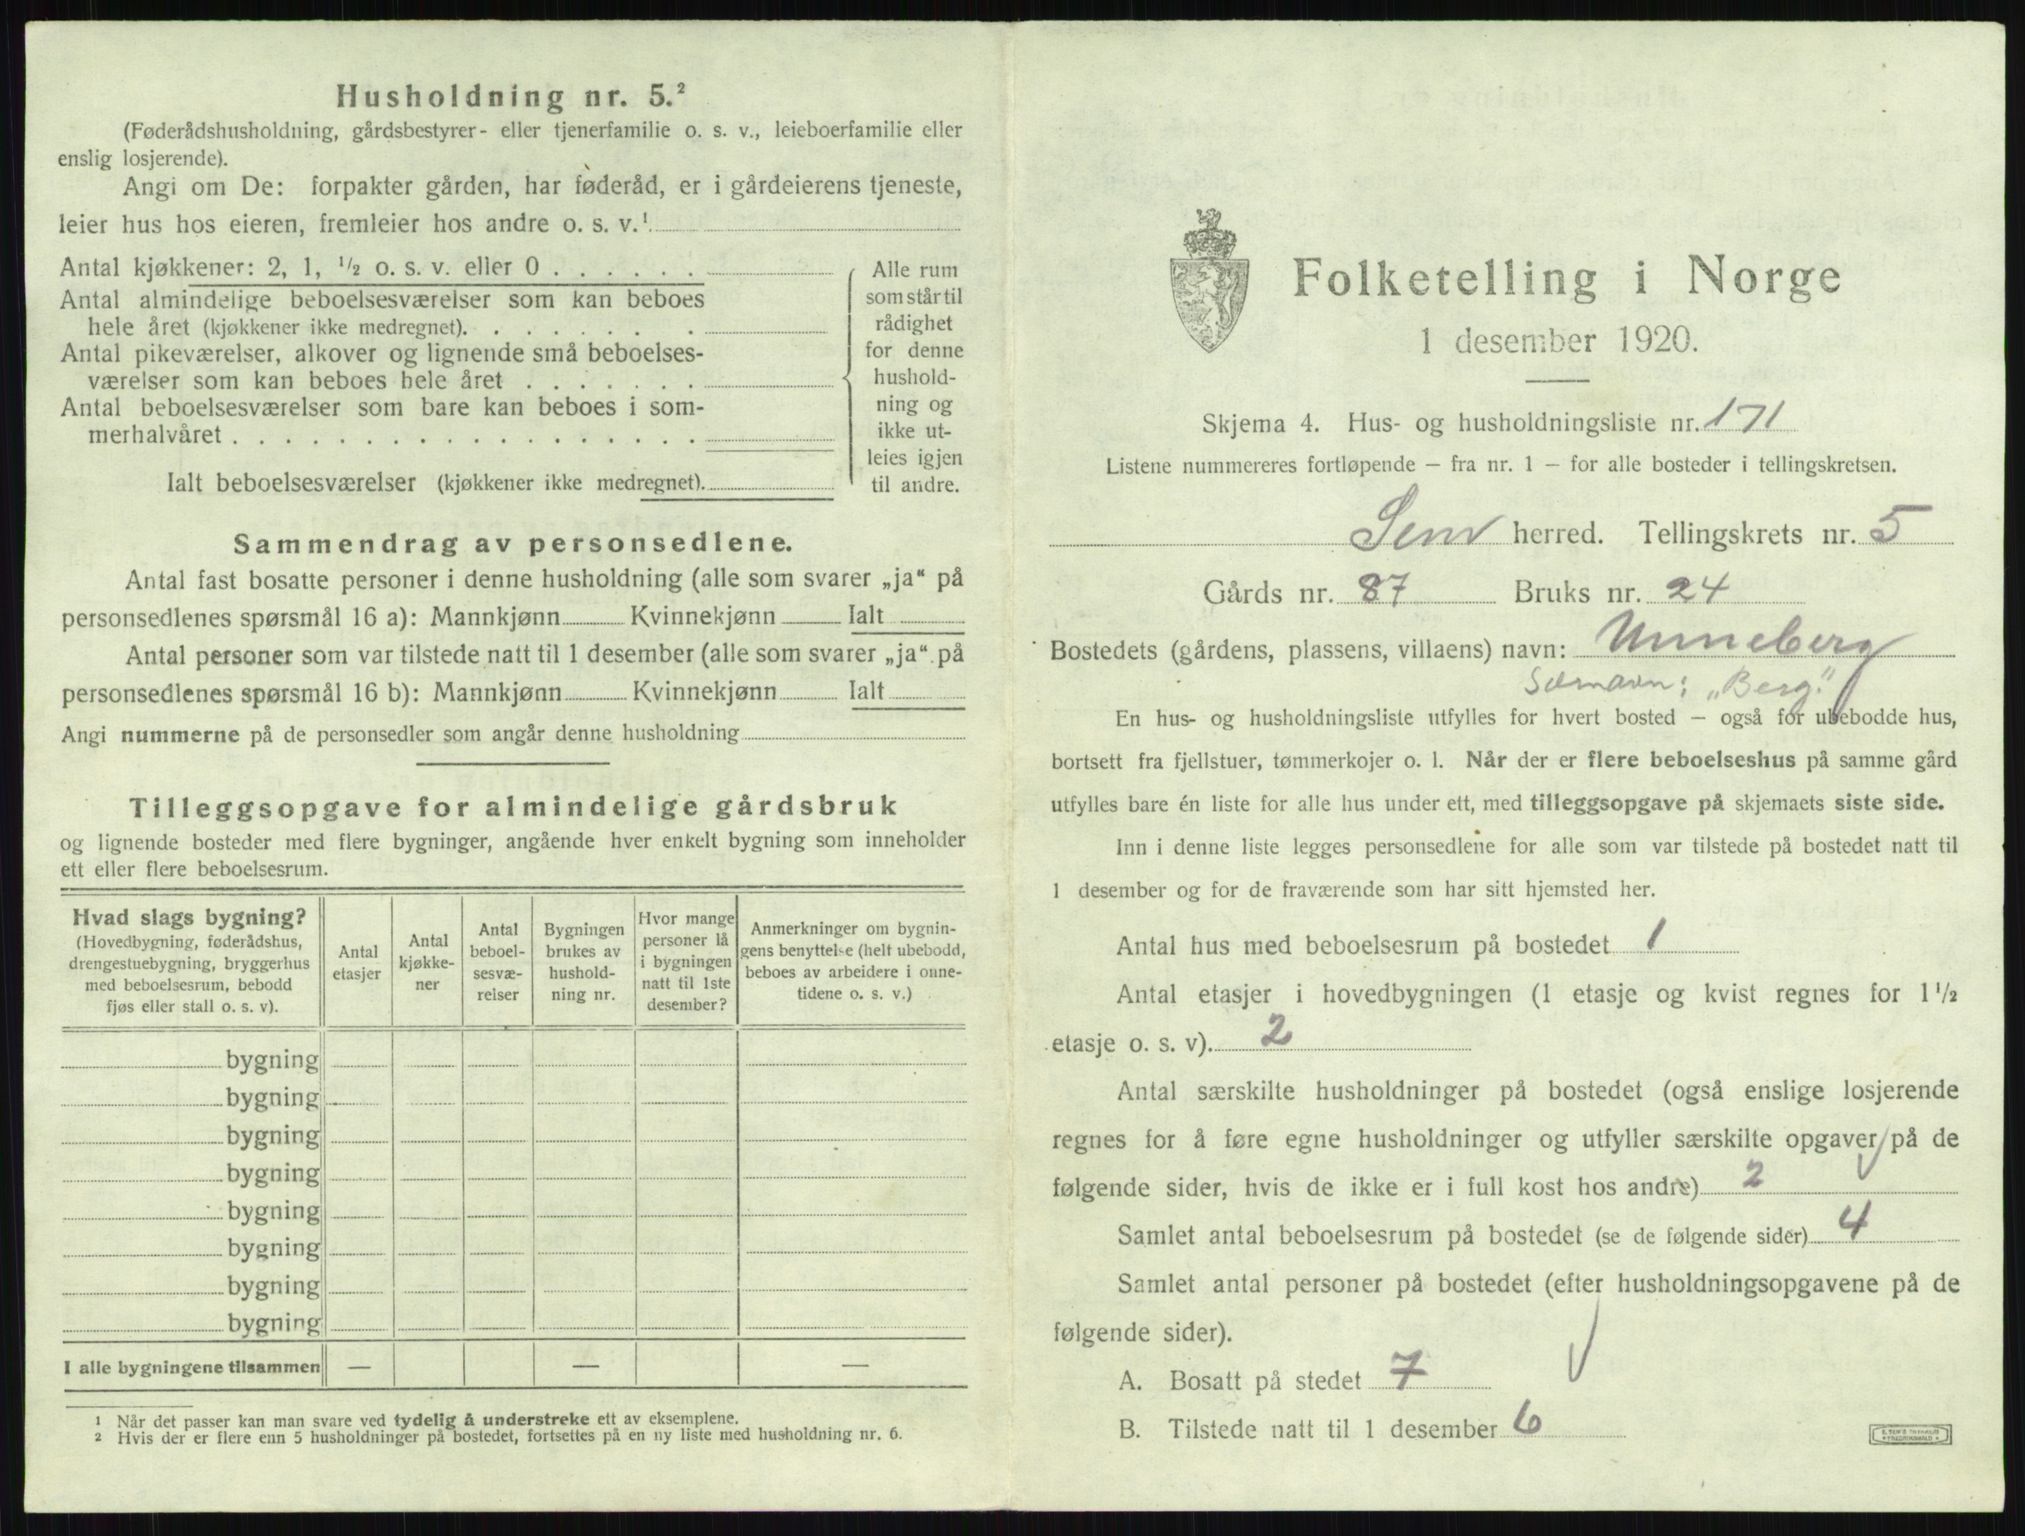 Husholdning nr. 5.²
(Føderådshusholdning, gårdsbestyrer- eller tjenerfamilie o. s. v., leieboerfamilie eller
enslig losjerende).
Angi om De: forpakter gården, har føderåd, er i gårdeierens tjeneste,
leier hus hos eieren, fremleier hos andre o. s. v.¹
Antal kjøkkener: 2, 1, ¹/₂ o. s. v. eller 0 . . . . . .
Antal almindelige beboelsesværelser som kan beboes
hele året (kjøkkener ikke medregnet). . . . . . . .
Antal pikeværelser, alkover og lignende små beboelses-
værelser som kan beboes hele året . . . . . . .
Antal beboelsesværelser som bare kan beboes i som-
merhalvåret . . . . . . . . . . . . . . . . . .
Ialt beboelsesværelser (kjøkkener ikke medregnet).
Alle rum
som står til
rådighet
for denne
hushold-
ning og
ikke ut-
leies igjen
til andre.
Sammendrag av personsedlene.
Antal fast bosatte personer i denne husholdning (alle som svarer „ja“ på
personsedlenes spørsmål 16 a): Mannkjønn Kvinnekjønn Ialt
Antal personer som var tilstede natt til 1 desember (alle som svarer „ja“ på
personsedlenes spørsmål 16 b): Mannkjønn Kvinnekjønn Ialt
Angi nummerne på de personsedler som angår denne husholdning
Tilleggsopgave for almindelige gårdsbruk
og lignende bosteder med flere bygninger, angående hver enkelt bygning som inneholder
ett eller flere beboelsesrum.
Hvad slags bygning?
(Hovedbygning, føderådshus,
drengestuebygning, bryggerhus
med beboelsesrum, bebodd
fjøs eller stall o. s. v).
Antal
etasjer
Antal
kjøkke-
ner
Antal
beboel-
sesvæ-
relser
Bygningen
brukes av
hushold-
ning nr.
Hvor mange
personer lå
i bygningen
natt til 1ste
desember?
Anmerkninger om bygnin-
gens benyttelse (helt ubebodd,
beboes av arbeidere i onne-
tidene o. s. v.)
bygning
bygning
bygning
bygning
bygning
bygning
bygning
bygning
I alle bygningene tilsammen — — —
¹ Når det passer kan man svare ved tydelig å understreke ett av eksemplene.
² Hvis der er flere enn 5 husholdninger på bostedet, fortsettes på en ny liste med husholdning nr. 6.
Folketelling i Norge
1 desember 1920.
Skjema 4. Hus- og husholdningsliste nr. 171
Listene nummereres fortløpende – fra nr. 1 – for alle bosteder i tellingskretsen.
Sem herred. Tellingskrets nr. 5
Gårds nr. 87 Bruks nr. 24
Bostedets (gårdens, plassens, villaens) navn: Unneberg
Særnavn: „Berg“
En hus- og husholdningsliste utfylles for hvert bosted – også for ubebodde hus,
bortsett fra fjellstuer, tømmerkojer o. l. Når der er flere beboelseshus på samme gård
utfylles bare én liste for alle hus under ett, med tilleggsopgave på skjemaets siste side.
Inn i denne liste legges personsedlene for alle som var tilstede på bostedet natt til
1 desember og for de fraværende som har sitt hjemsted her.
Antal hus med beboelsesrum på bostedet 1
Antal etasjer i hovedbygningen (1 etasje og kvist regnes for 1¹/₂
etasje o. s. v). 2
Antal særskilte husholdninger på bostedet (også enslige losjerende
regnes for å føre egne husholdninger og utfyller særskilte opgaver på de
følgende sider, hvis de ikke er i full kost hos andre) 2
Samlet antal beboelsesrum på bostedet (se de følgende sider) 4
Samlet antal personer på bostedet (efter husholdningsopgavene på de
følgende sider).
A. Bosatt på stedet 7
B. Tilstede natt til 1 desember 6